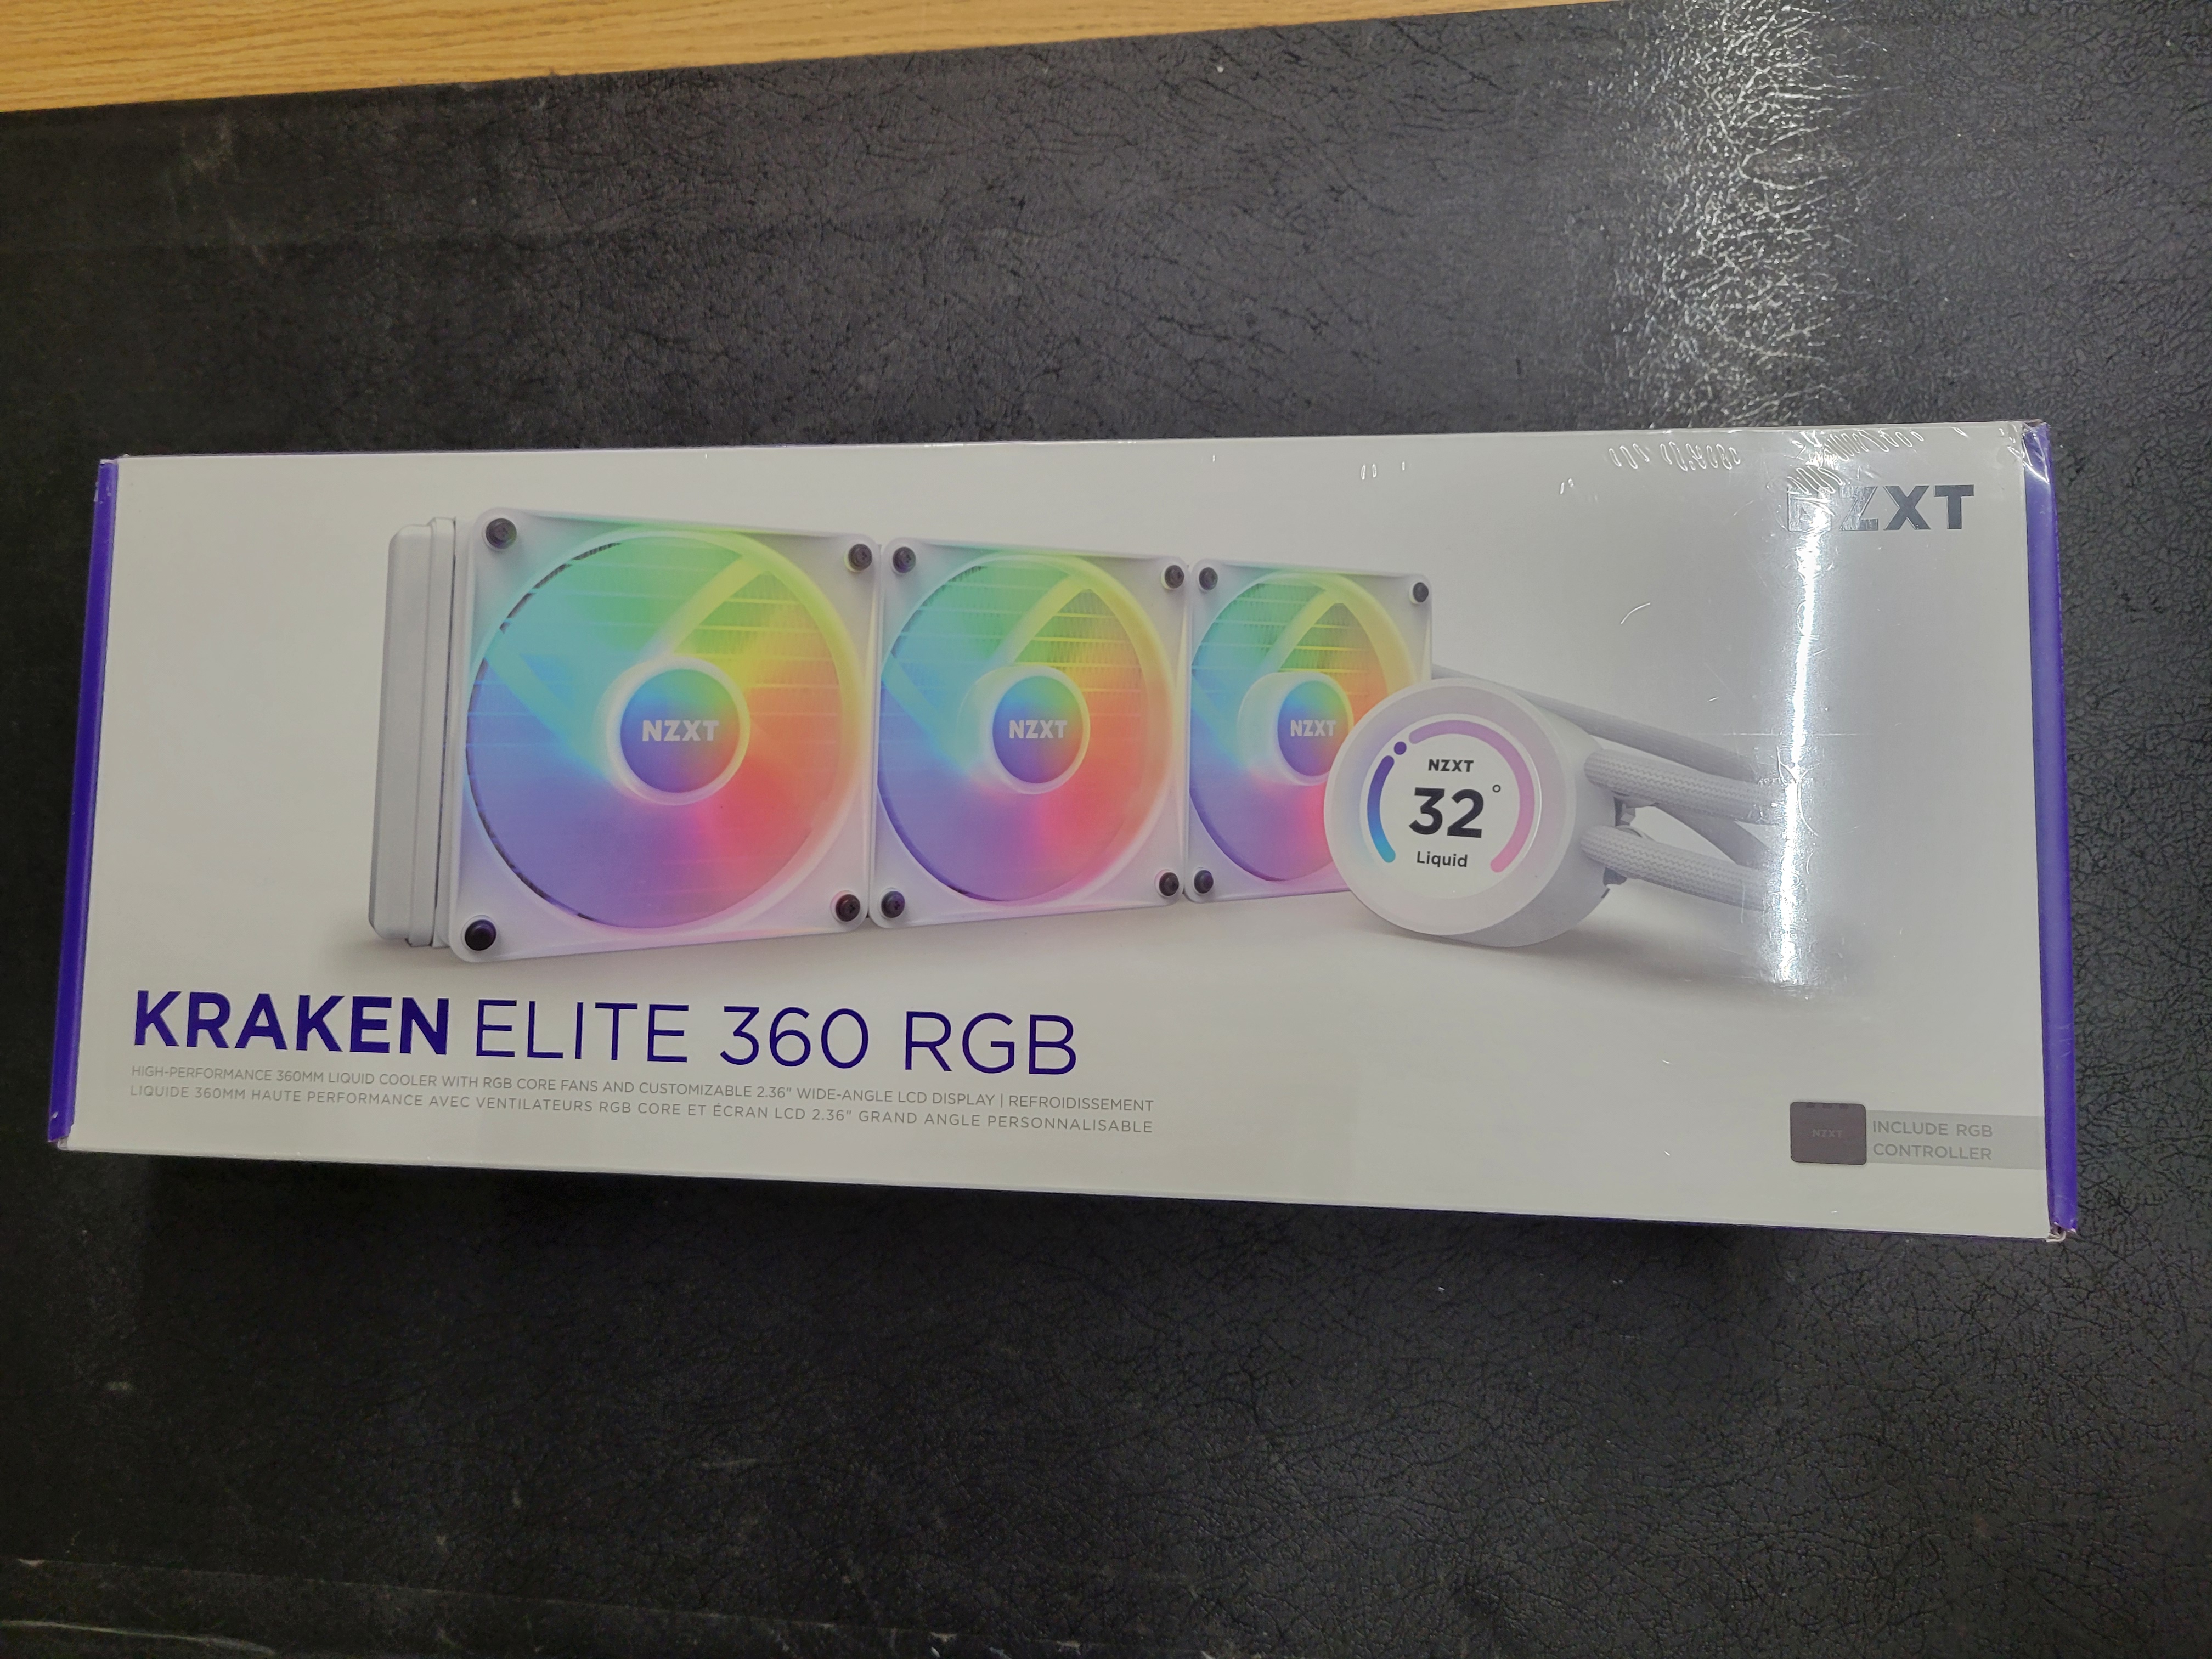 NZXT
NZXT
NZXT
NZXT
NZXT
32°
Liquid
KRAKEN ELITE 360 RGB
HIGH-PERFORMANCE 360MM LIQUID COOLER WITH RGB CORE FANS AND CUSTOMIZABLE 2.36" WIDE-ANGLE LCD DISPLAY | REFROIDISSEMENT
LIQUIDE 360MM HAUTE PERFORMANCE AVEC VENTILATEURS RGB CORE ET ÉCRAN LCD 2.36" GRAND ANGLE PERSONNALISABLE
NZXT
INCLUDE RGB
CONTROLLER